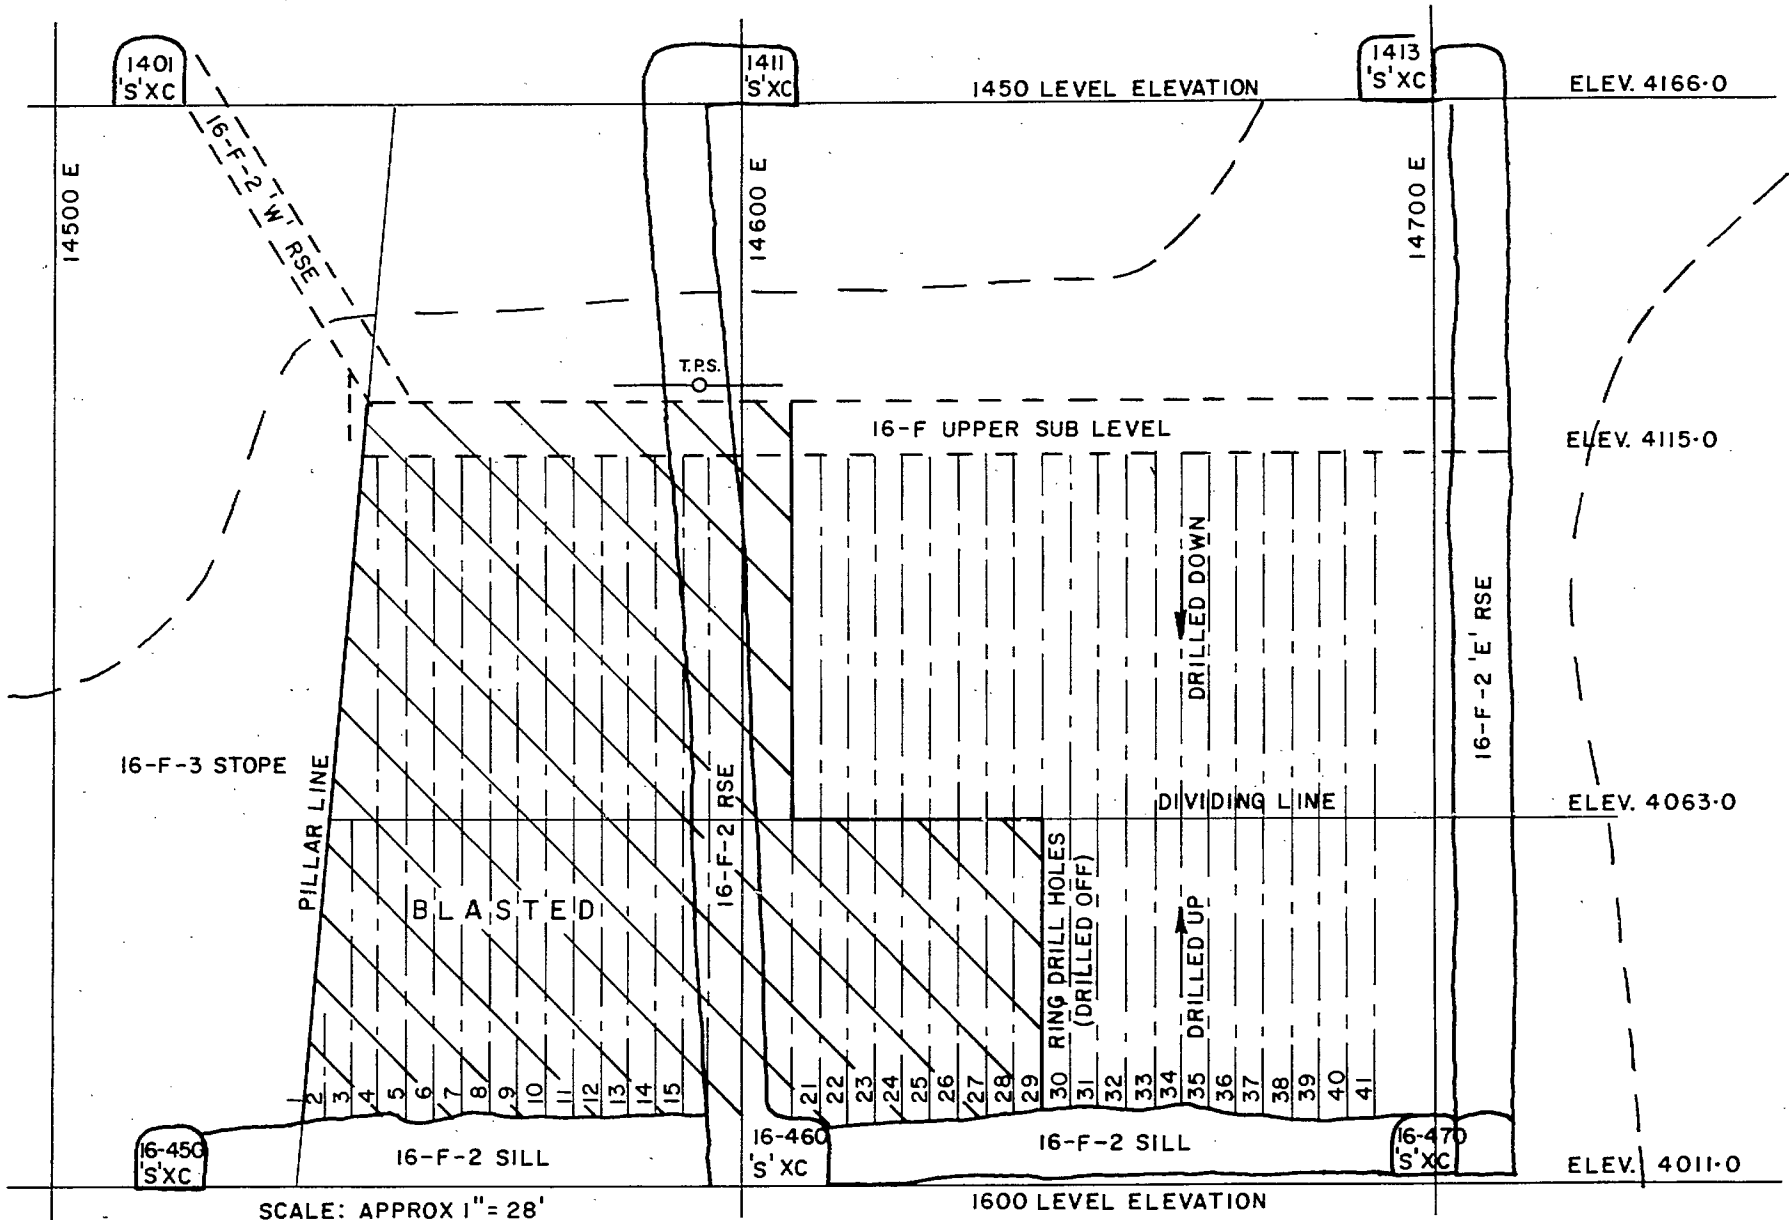 1401
'S' XC
1411
'S' XC
1413
'S' XC
1450 LEVEL ELEVATION
ELEV. 4166·0
14500 E
16-F-2 'W' RSE
14600 E
14700 E
T.P.S.
16-F UPPER SUB LEVEL
ELEV. 4115·0
DRILLED DOWN
16-F-2 'E' RSE
16-F-3 STOPE
PILLAR LINE
16-F-2 RSE
DIVIDING LINE
ELEV. 4063·0
BLASTED
RING DRILL HOLES
(DRILLED OFF)
DRILLED UP
1 2 3 4 5 6 7 8 9 10 11 12 13 14 15 21 22 23 24 25 26 27 28 29 30 31 32 33 34 35 36 37 38 39 40 41
16-450
'S' XC
16-F-2 SILL
16-460
'S' XC
16-F-2 SILL
16-470
'S' XC
ELEV. 4011·0
SCALE: APPROX 1" = 28'
1600 LEVEL ELEVATION